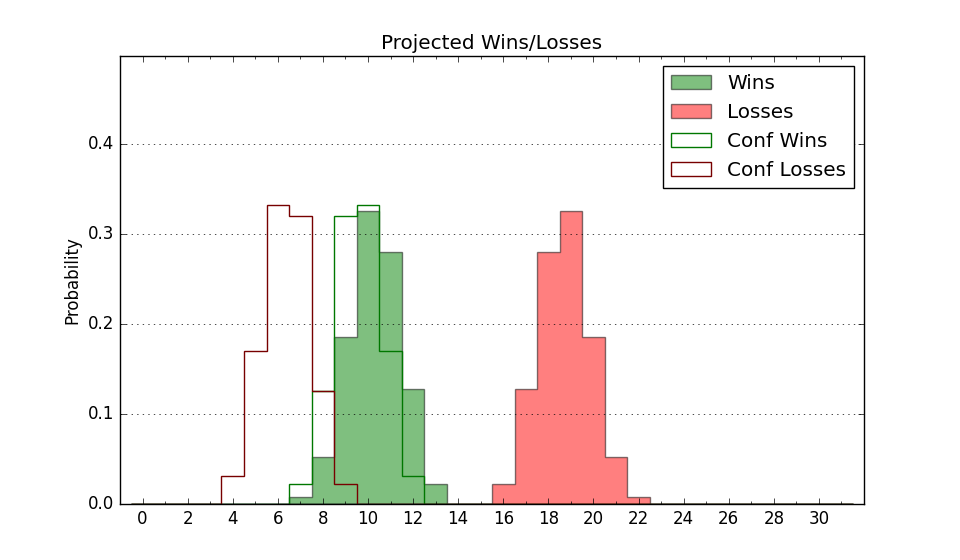 Projected Wins/Losses
Wins
Losses
Conf Wins
Conf Losses
Probability
0.4
0.3
0.2
0.1
0.0
0 2 4 6 8 10 12 14 16 18 20 22 24 26 28 30